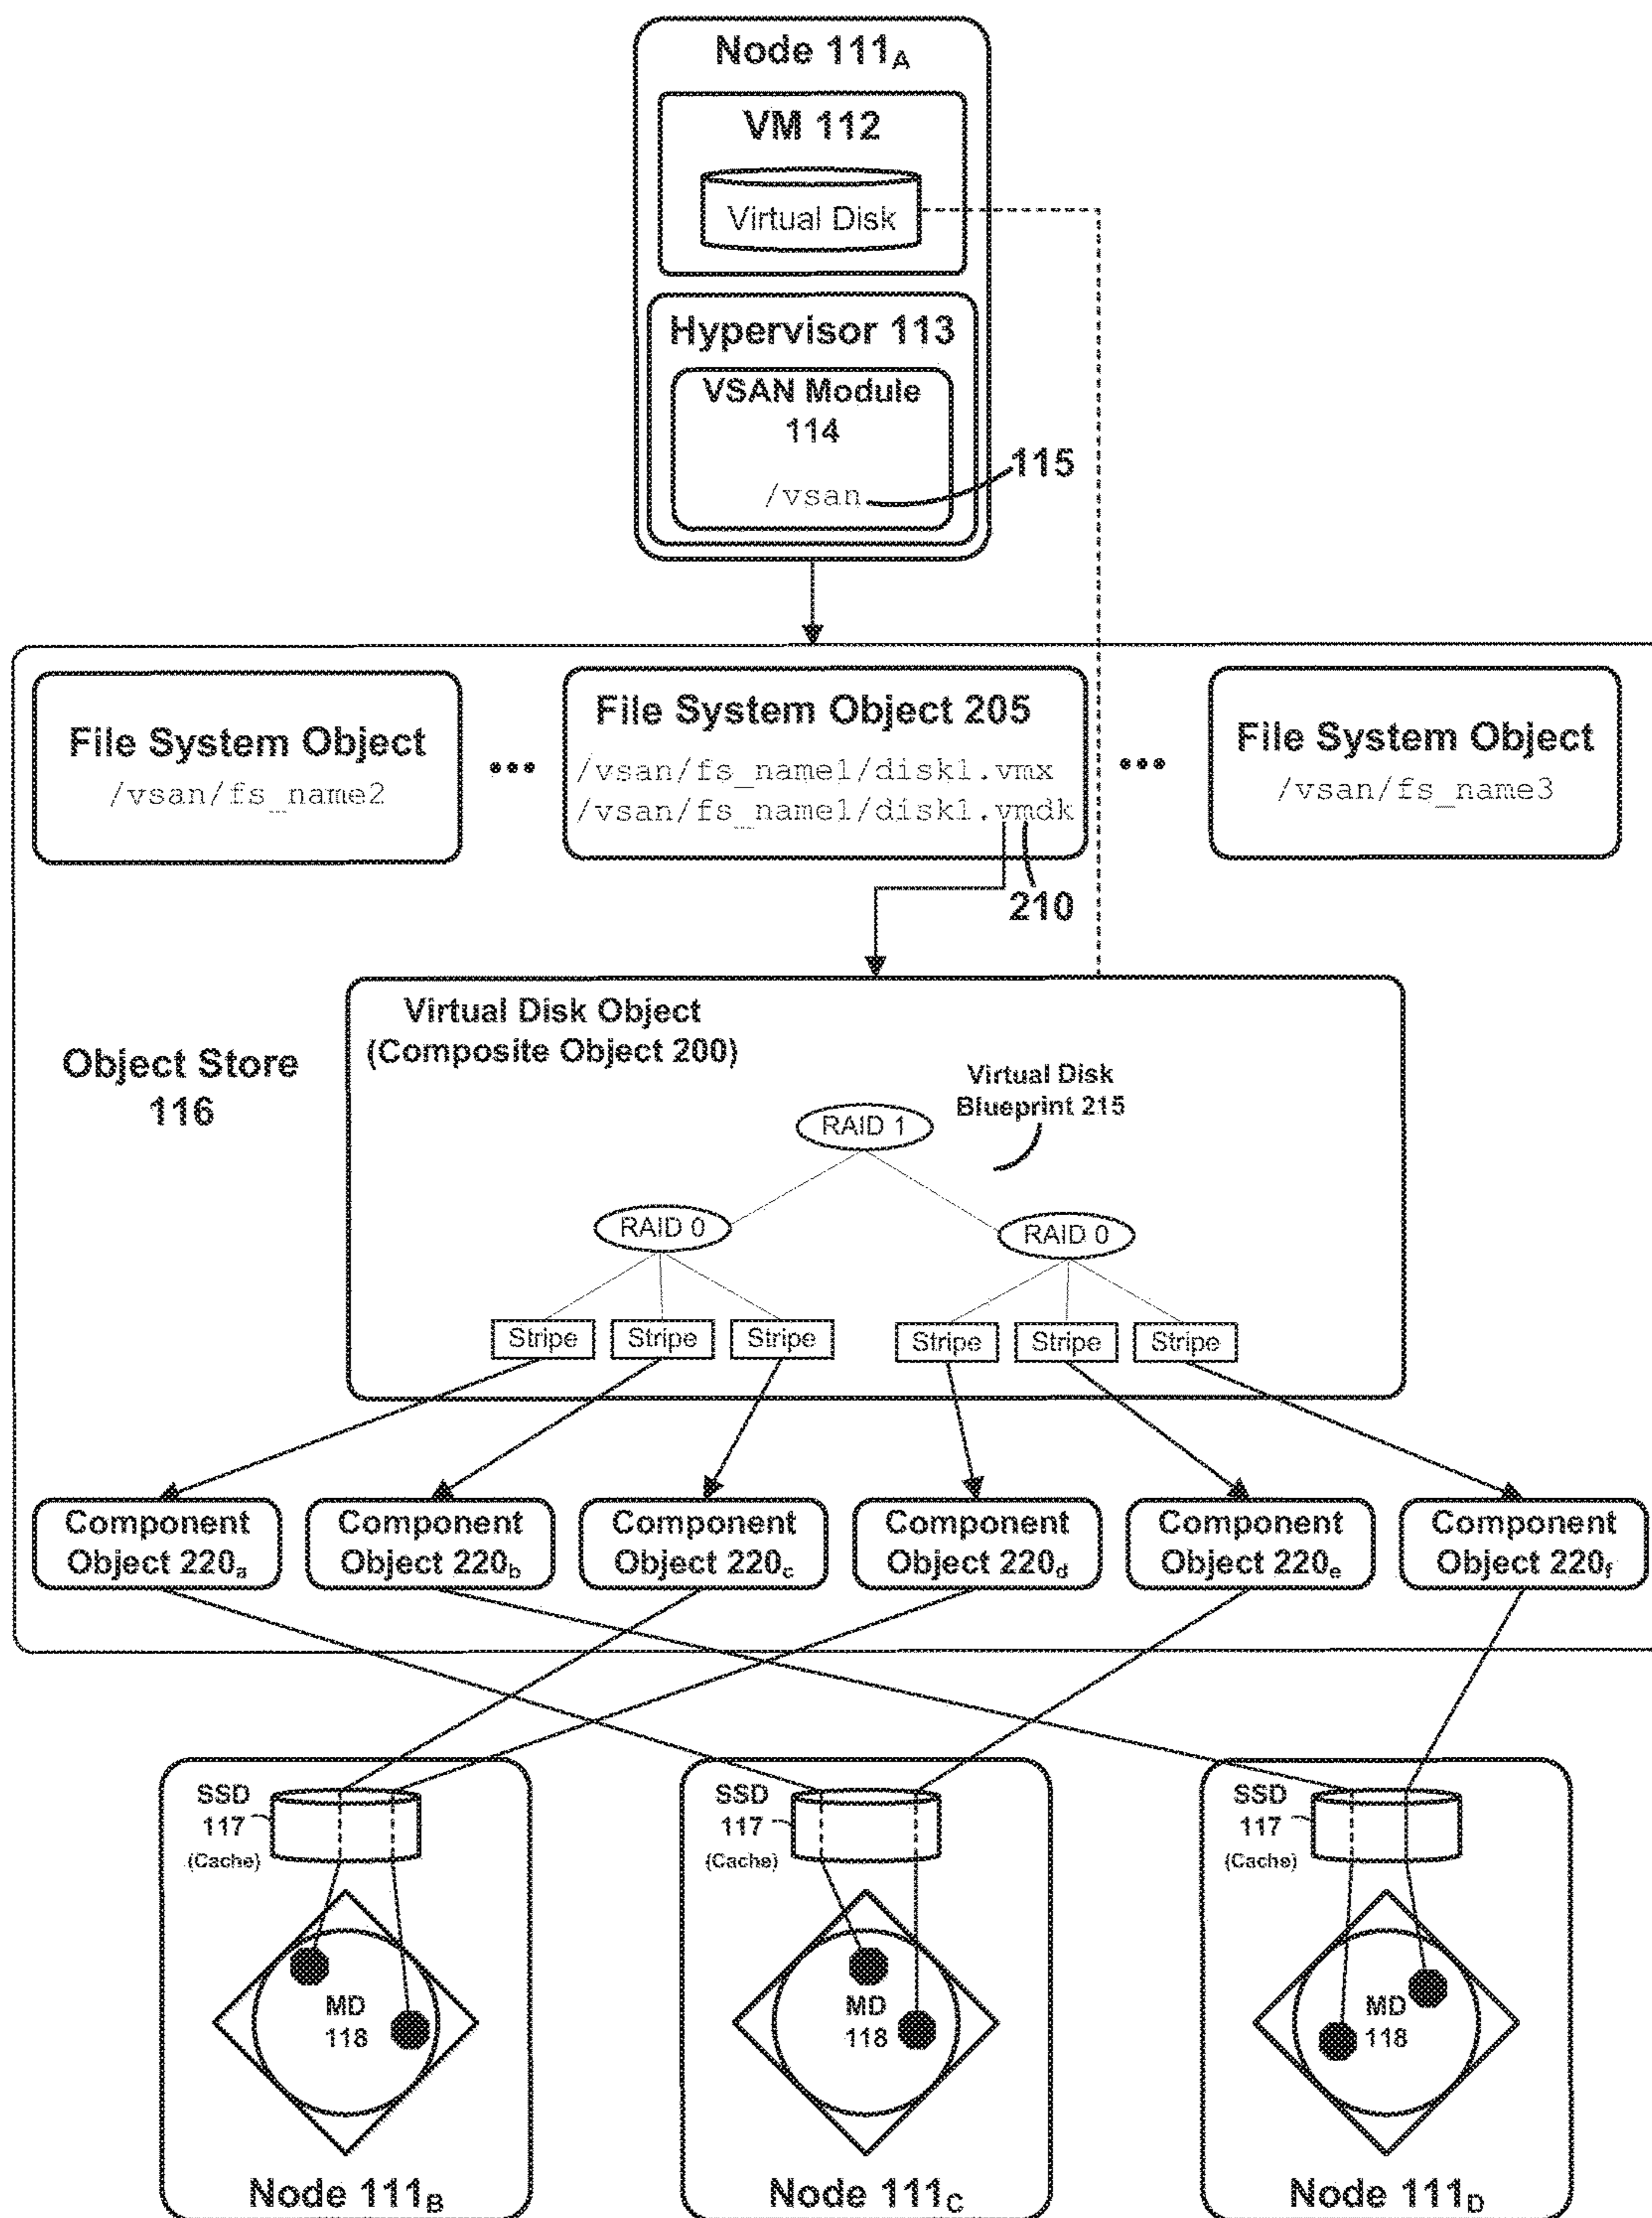 Node 111A
VM 112
Virtual Disk
Hypervisor 113
VSAN Module
114
/vsan
115
File System Object
/vsan/fs_name2
•••
File System Object 205
/vsan/fs_name1/disk1.vmx
/vsan/fs_name1/disk1.vmdk
•••
File System Object
/vsan/fs_name3
210
Object Store
116
Virtual Disk Object
(Composite Object 200)
Virtual Disk
Blueprint 215
RAID 1
RAID 0
RAID 0
Stripe
Stripe
Stripe
Stripe
Stripe
Stripe
Component
Object 220a
Component
Object 220b
Component
Object 220c
Component
Object 220d
Component
Object 220e
Component
Object 220f
SSD
117
(Cache)
MD
118
Node 111B
SSD
117
(Cache)
MD
118
Node 111C
SSD
117
(Cache)
MD
118
Node 111D